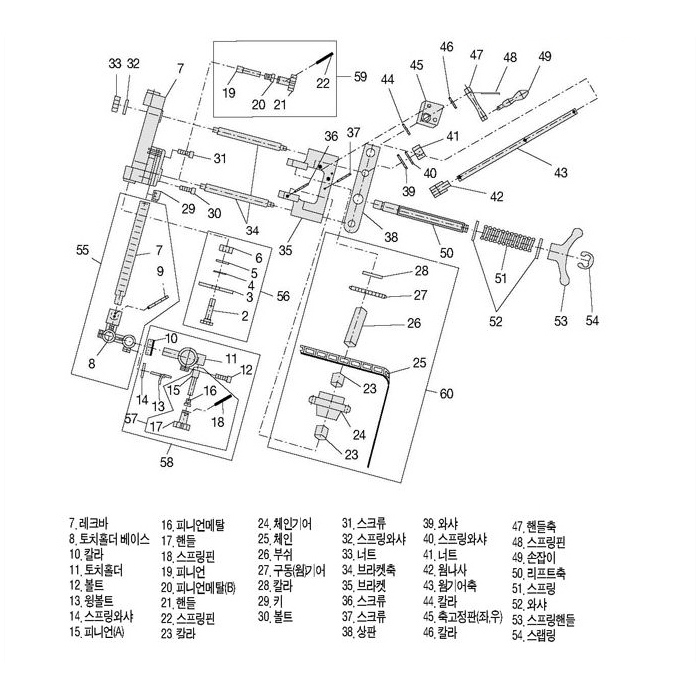 33 32 7 19 20 21 22 59 45 46 47 48 49
44
36 37 41
31 40 43
39 42
29 30 34 35 38 50
55 7 6 51
9 5 28
4 56 27 52 53 54
3
2 26
8 10 11 25
12 23 60
14 13 15 16
57 17 18 24
58 23
7. 레크바
8. 토치홀더 베이스
10. 칼라
11. 토치홀더
12. 볼트
13. 윙볼트
14. 스프링와샤
15. 피니언(A)
16. 피니언메탈
17. 핸들
18. 스프링핀
19. 피니언
20. 피니언메탈(B)
21. 핸들
22. 스프링핀
23 캌라
24. 체인기어
25. 체인
26. 부쉬
27. 구동(웜)기어
28. 칼라
29. 키
30. 볼트
31. 스크류
32. 스프링와샤
33. 너트
34. 브라켓축
35. 브라켓
36. 스크류
37. 스크류
38. 상판
39. 와샤
40. 스프링와샤
41. 너트
42. 웜나사
43. 웜기어축
44. 칼라
45. 축고정판(좌,우)
46. 칼라
47. 핸들축
48. 스프링핀
49. 손잡이
50. 리프트축
51. 스프링
52. 와샤
53. 스프링핸들
54. 스랩링